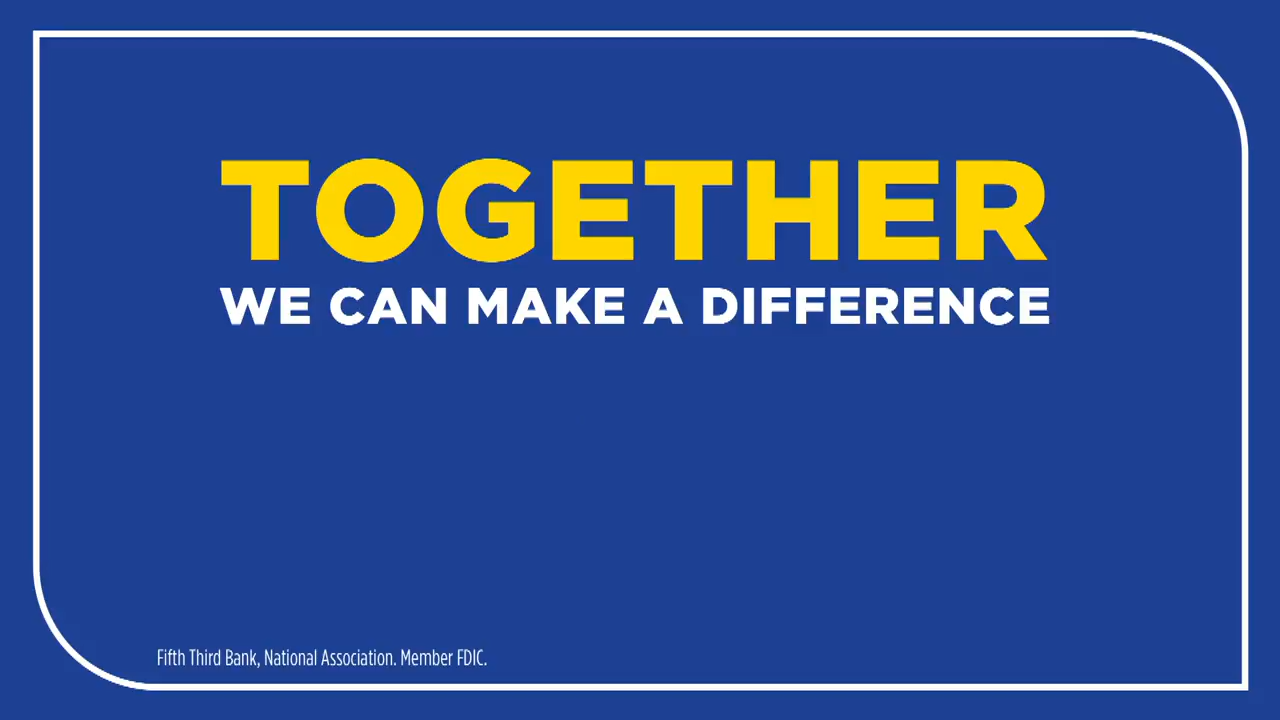 TOGETHER
WE CAN MAKE A DIFFERENCE
Fifth Third Bank, National Association. Member FDIC.